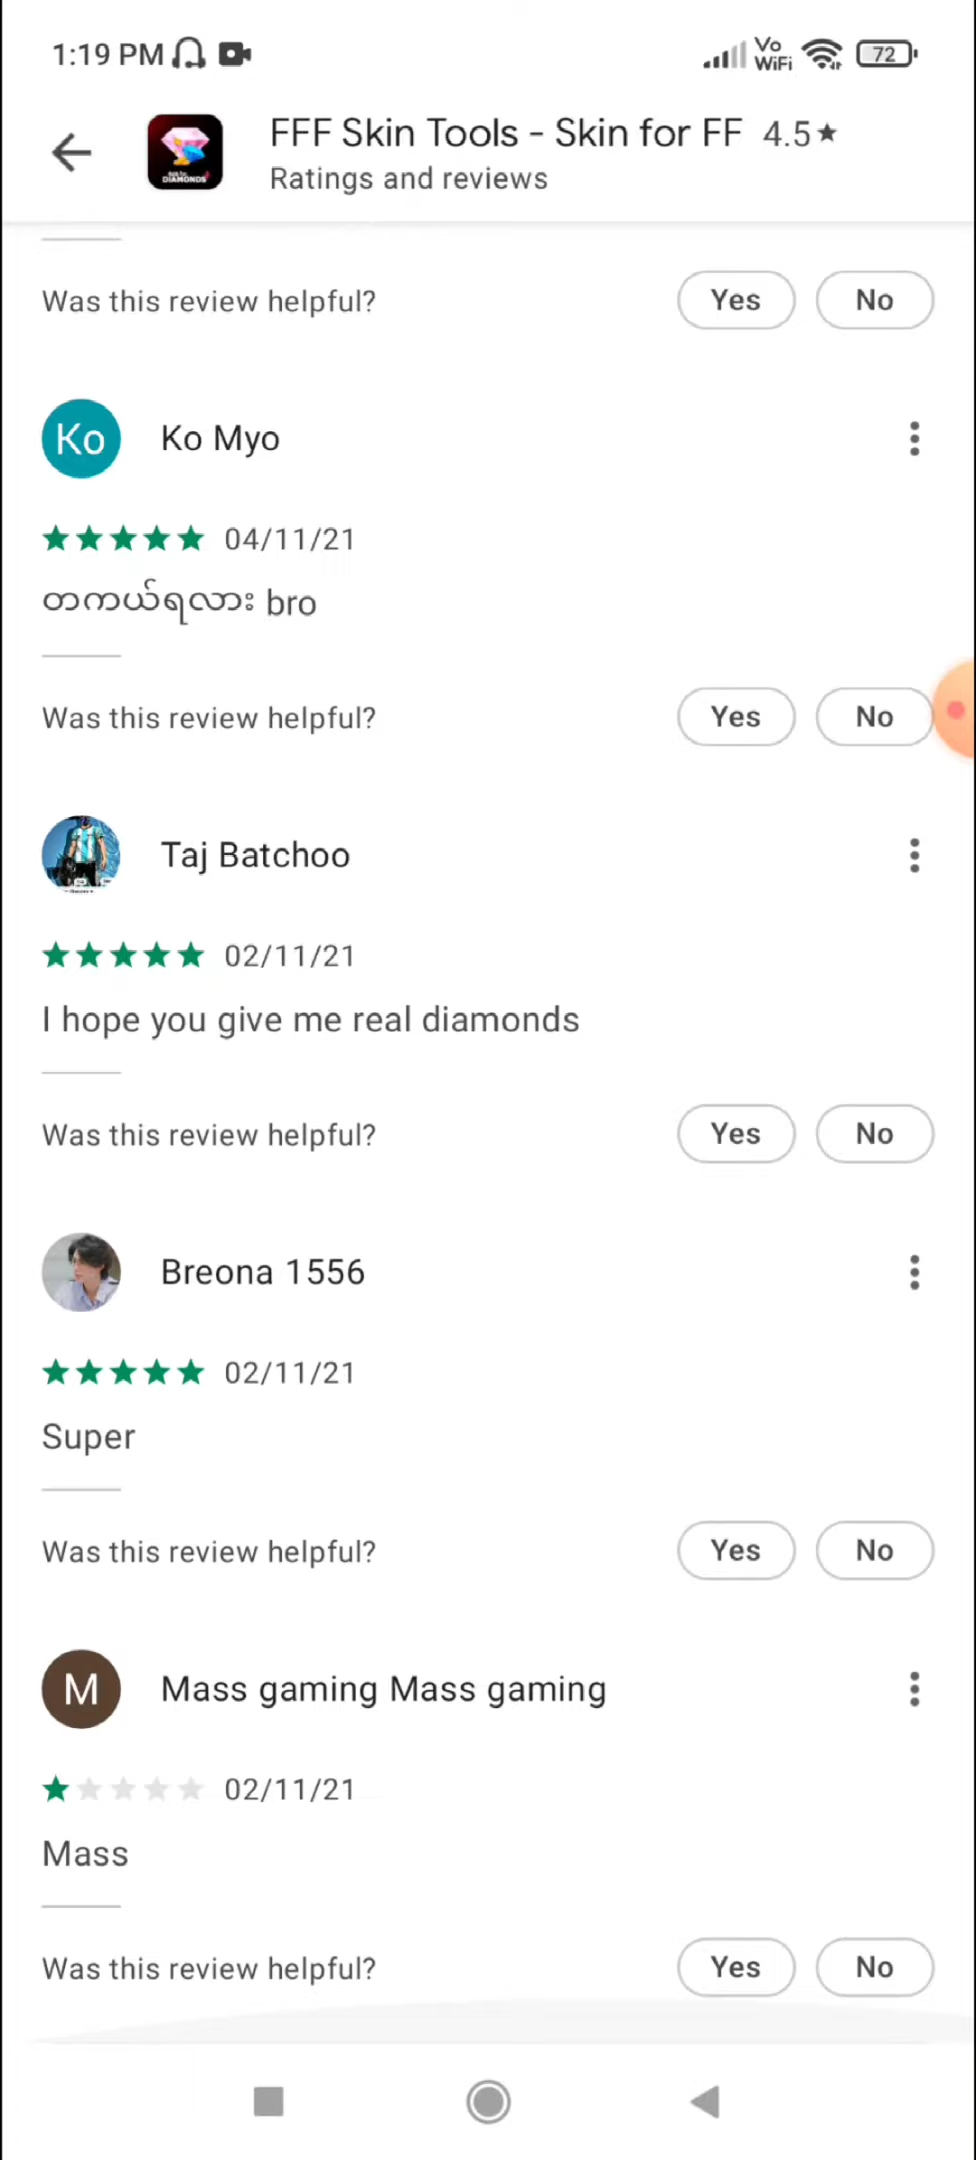 1:19 PM
Vo
WiFi
72
FFF Skin Tools - Skin for FF 4.5★
DIAMONDS
Ratings and reviews
Was this review helpful? Yes No
Ko Ko Myo
04/11/21
တကယ်ရလား bro
Was this review helpful? Yes No
Taj Batchoo
02/11/21
I hope you give me real diamonds
Was this review helpful? Yes No
Breona 1556
02/11/21
Super
Was this review helpful? Yes No
M Mass gaming Mass gaming
02/11/21
Mass
Was this review helpful? Yes No